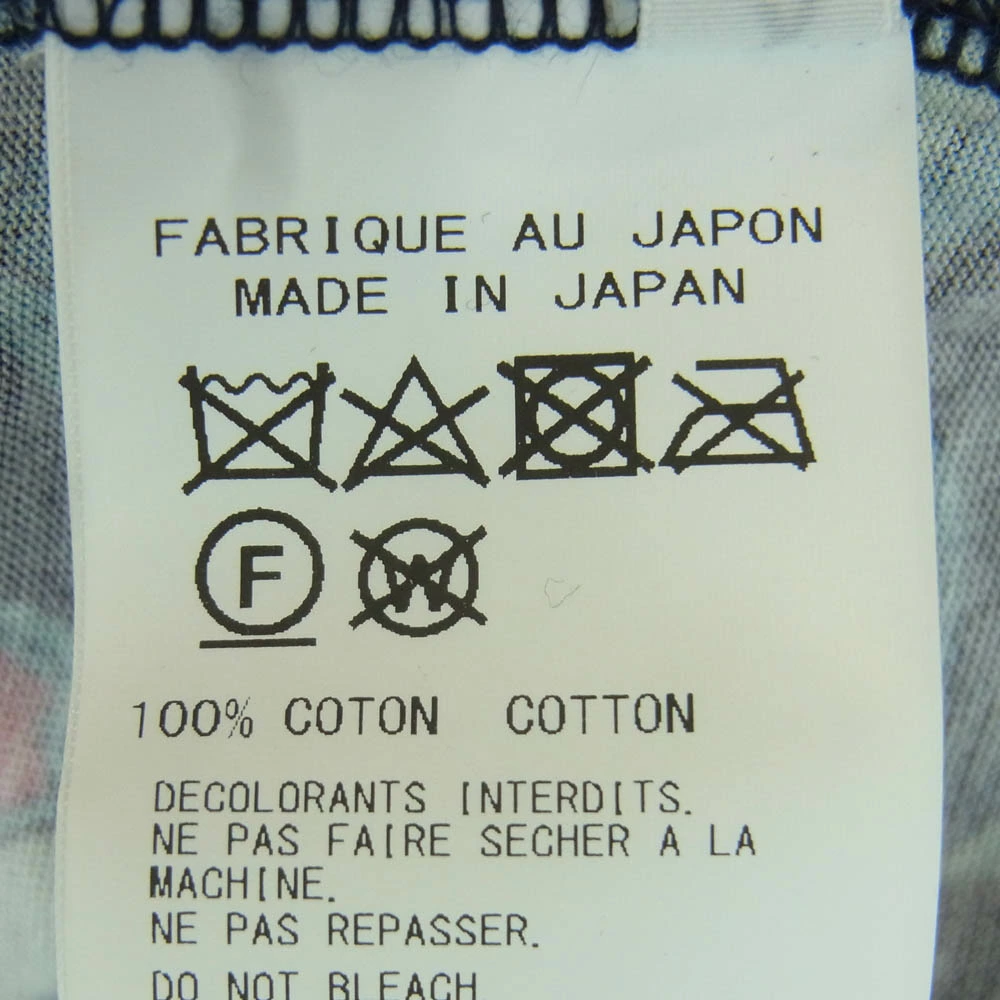 FABRIQUE AU JAPON
MADE IN JAPAN
F
W
100% COTON COTTON
DECOLORANTS INTERDITS.
NE PAS FAIRE SECHER A LA
MACHINE.
NE PAS REPASSER.
DO NOT BLEACH